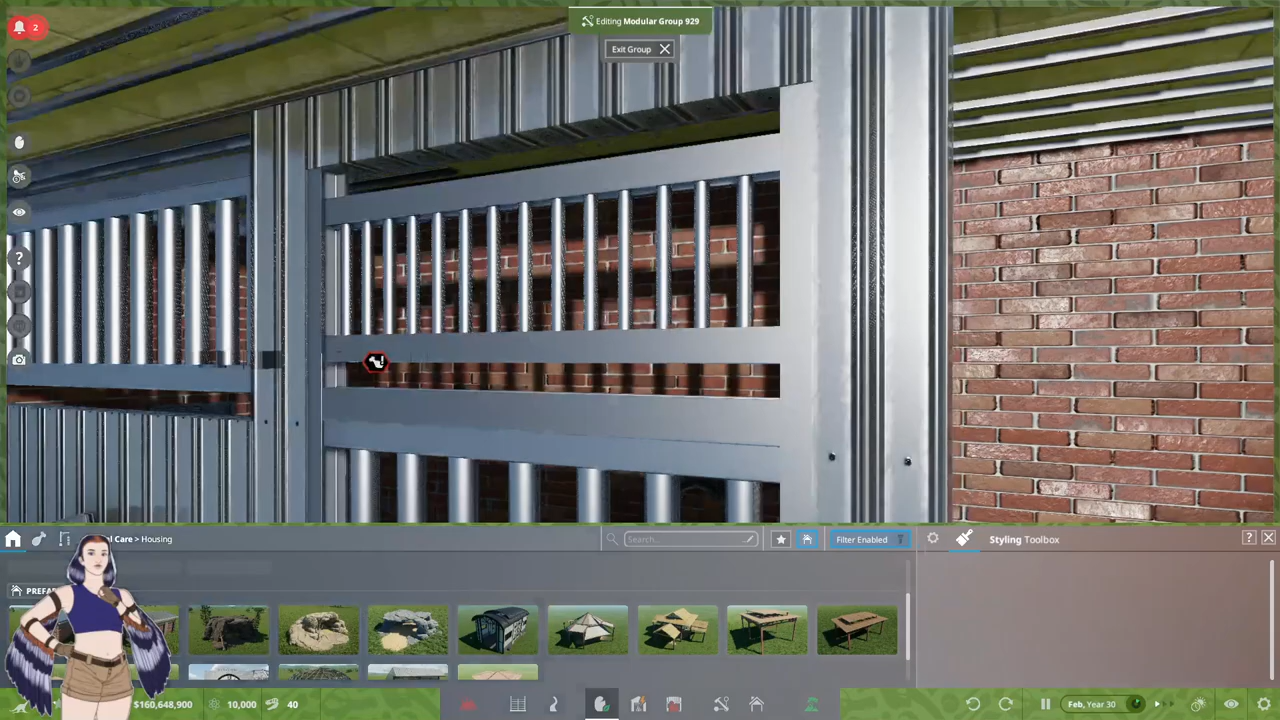 2
Editing Modular Group 929
Exit Group
?
l Care > Housing
Search...
Filter Enabled
Styling Toolbox
?
PREFA
$160,648,900
10,000
40
Feb, Year 30